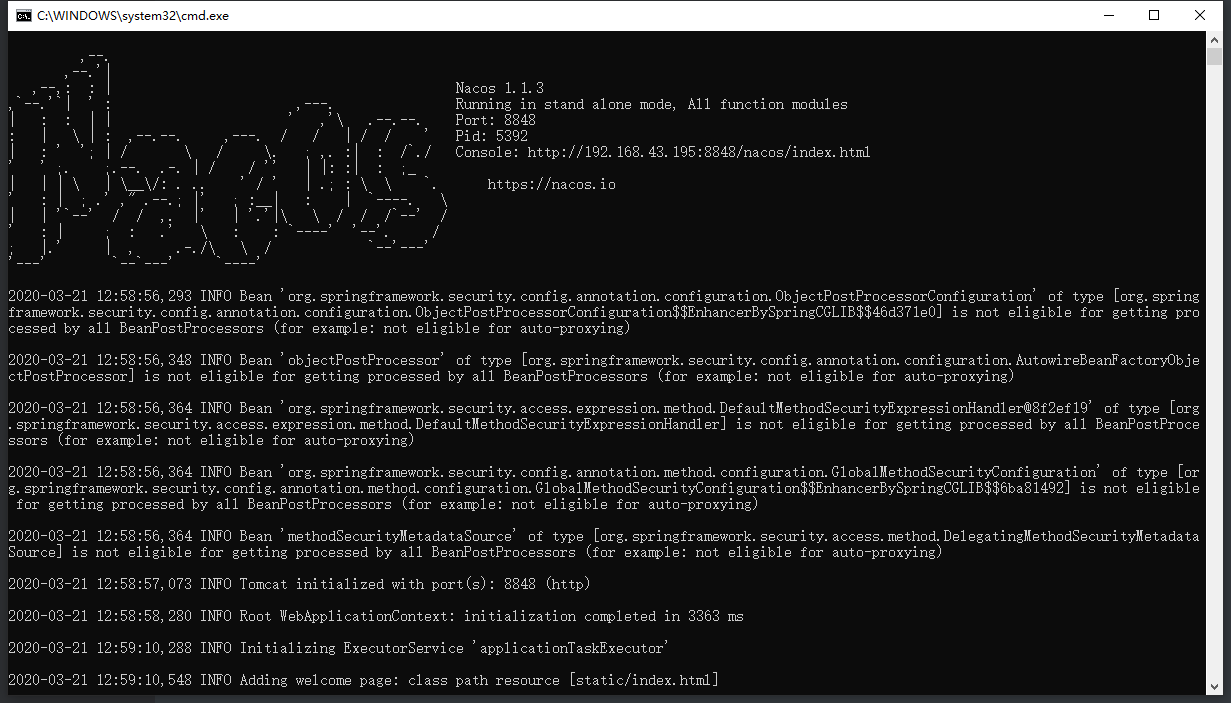 C:\WINDOWS\system32\cmd.exe
Nacos 1.1.3
Running in stand alone mode, All function modules
Port: 8848
Pid: 5392
Console: http://192.168.43.195:8848/nacos/index.html
https://nacos.io
2020-03-21 12:58:56,293 INFO Bean 'org.springframework.security.config.annotation.configuration.ObjectPostProcessorConfiguration' of type [org.spring
framework.security.config.annotation.configuration.ObjectPostProcessorConfiguration$$EnhancerBySpringCGLIB$$46d371e0] is not eligible for getting pro
cessed by all BeanPostProcessors (for example: not eligible for auto-proxying)
2020-03-21 12:58:56,348 INFO Bean 'objectPostProcessor' of type [org.springframework.security.config.annotation.configuration.AutowireBeanFactoryObje
ctPostProcessor] is not eligible for getting processed by all BeanPostProcessors (for example: not eligible for auto-proxying)
2020-03-21 12:58:56,364 INFO Bean 'org.springframework.security.access.expression.method.DefaultMethodSecurityExpressionHandler@8f2ef19' of type [org
.springframework.security.access.expression.method.DefaultMethodSecurityExpressionHandler] is not eligible for getting processed by all BeanPostProce
ssors (for example: not eligible for auto-proxying)
2020-03-21 12:58:56,364 INFO Bean 'org.springframework.security.config.annotation.method.configuration.GlobalMethodSecurityConfiguration' of type [or
g.springframework.security.config.annotation.method.configuration.GlobalMethodSecurityConfiguration$$EnhancerBySpringCGLIB$$6ba81492] is not eligible
for getting processed by all BeanPostProcessors (for example: not eligible for auto-proxying)
2020-03-21 12:58:56,364 INFO Bean 'methodSecurityMetadataSource' of type [org.springframework.security.access.method.DelegatingMethodSecurityMetadata
Source] is not eligible for getting processed by all BeanPostProcessors (for example: not eligible for auto-proxying)
2020-03-21 12:58:57,073 INFO Tomcat initialized with port(s): 8848 (http)
2020-03-21 12:58:58,280 INFO Root WebApplicationContext: initialization completed in 3363 ms
2020-03-21 12:59:10,288 INFO Initializing ExecutorService 'applicationTaskExecutor'
2020-03-21 12:59:10,548 INFO Adding welcome page: class path resource [static/index.html]